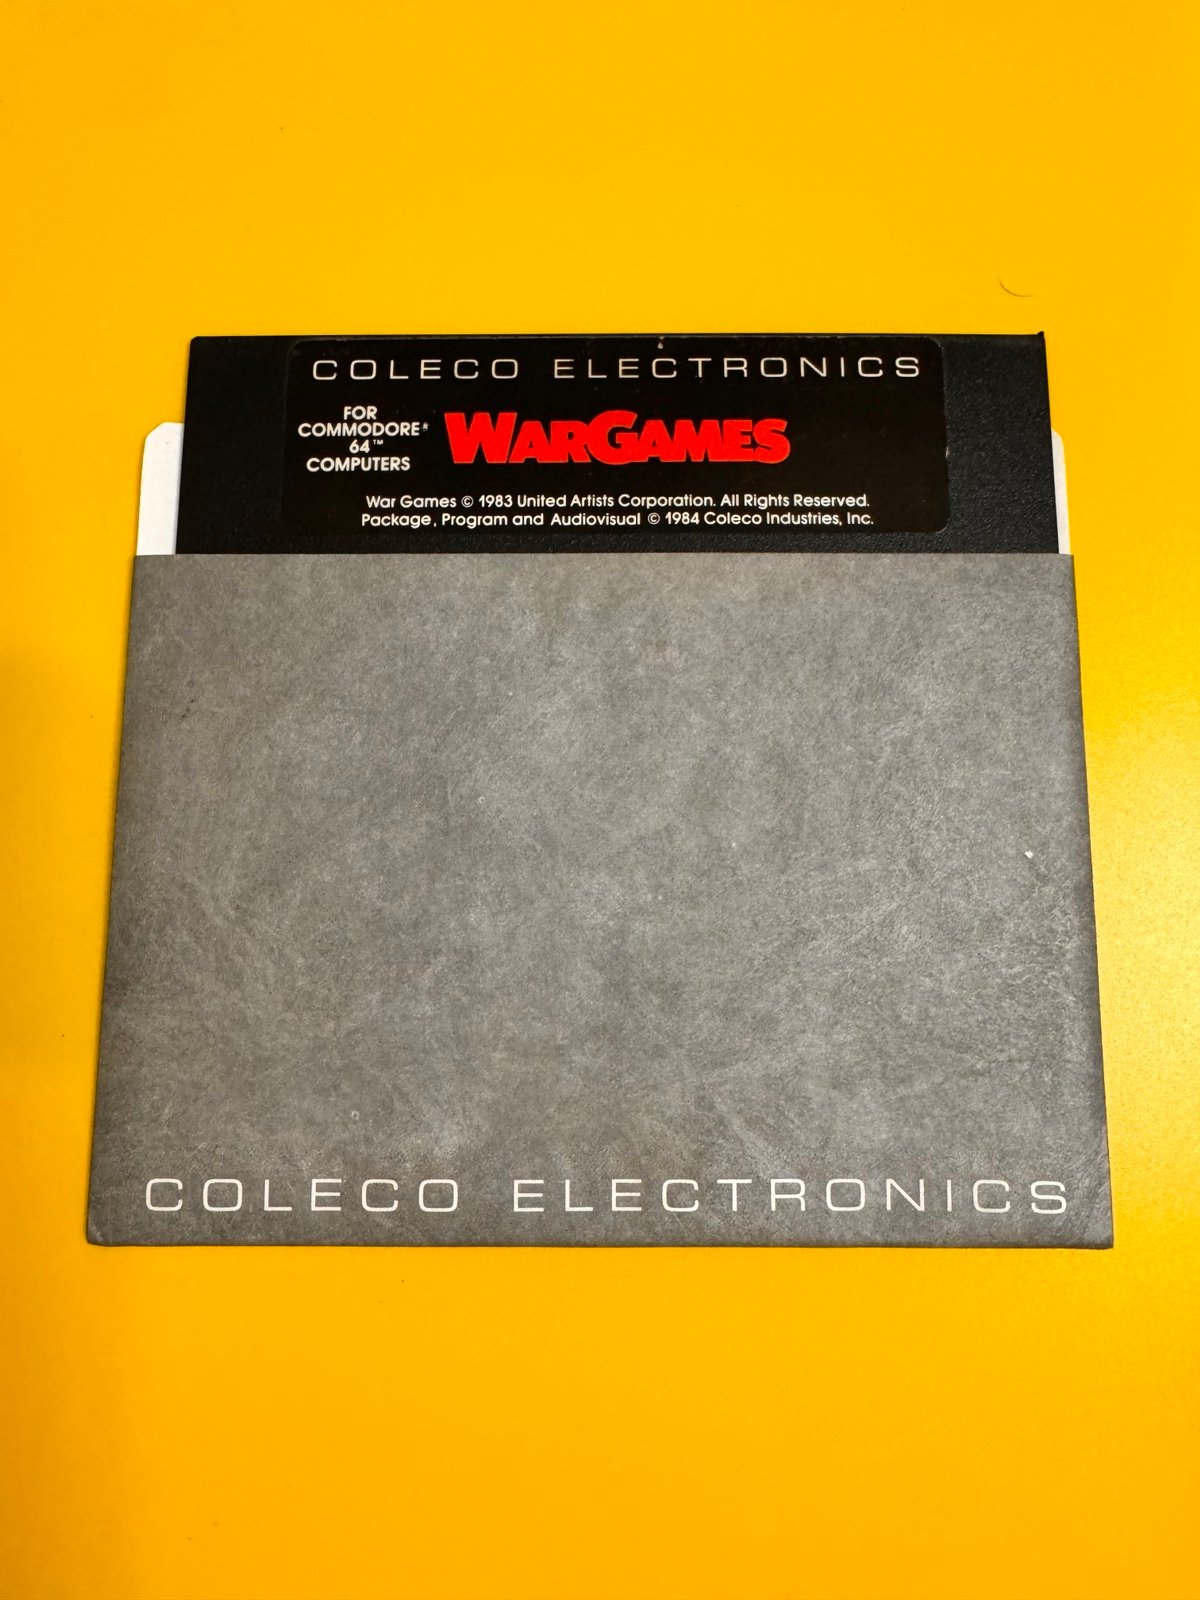 COLECO ELECTRONICS
FOR
COMMODORE®
64™
COMPUTERS
WARGAMES
War Games © 1983 United Artists Corporation. All Rights Reserved.
Package, Program and Audiovisual © 1984 Coleco Industries, Inc.
COLECO ELECTRONICS